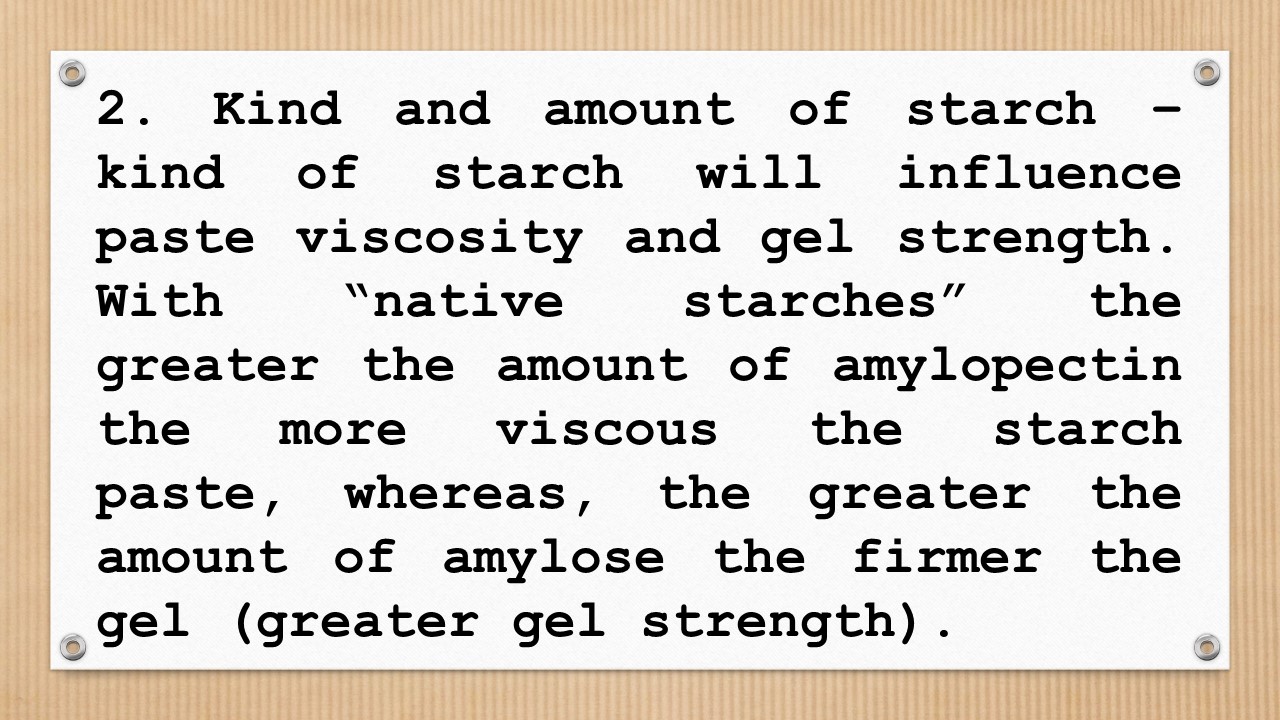 2. Kind and amount of starch –
kind of starch will influence
paste viscosity and gel strength.
With “native starches” the
greater the amount of amylopectin
the more viscous the starch
paste, whereas, the greater the
amount of amylose the firmer the
gel (greater gel strength).